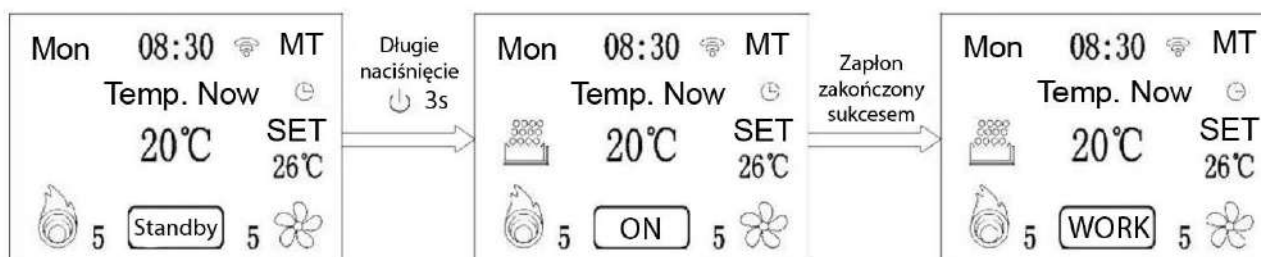 Mon 08:30 MT
Temp. Now
20℃
SET
26℃
5 Standby 5
Długie
naciśnięcie
3s
Mon 08:30 MT
Temp. Now
20℃
SET
26℃
5 ON 5
Zapłon
zakończony
sukcesem
Mon 08:30 MT
Temp. Now
20℃
SET
26℃
5 WORK 5